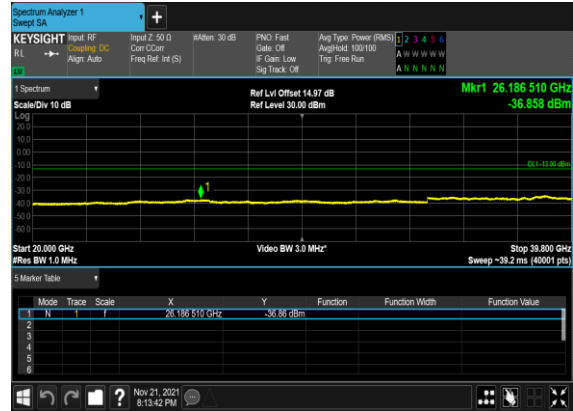 Spectrum Analyzer 1
Swept SA
+
KEYSIGHT Input: RF Input Z: 50 Ω #Atten: 30 dB PNO: Fast Avg Type: Power (RMS) 1 2 3 4 5 6
RL Coupling: DC Corr CCorr Gate: Off Avg|Hold: 100/100 A W W W W W
Align: Auto Freq Ref: Int (S) IF Gain: Low Trig: Free Run
Sig Track: Off A N N N N N
LM
1 Spectrum Ref Lvl Offset 14.97 dB Mkr1 26.186 510 GHz
Scale/Div 10 dB Ref Level 30.00 dBm -36.858 dBm
Log
20.0
10.0
0.00
-10.0
DL1 -13.00 dBm
-20.0
-30.0
1
-40.0
-50.0
-60.0
Start 20.000 GHz Video BW 3.0 MHz* Stop 39.800 GHz
#Res BW 1.0 MHz Sweep ~39.2 ms (40001 pts)
5 Marker Table
Mode Trace Scale X Y Function Function Width Function Value
1 N 1 f 26.186 510 GHz -36.86 dBm
2
3
4
5
6
? Nov 21, 2021
8:13:42 PM